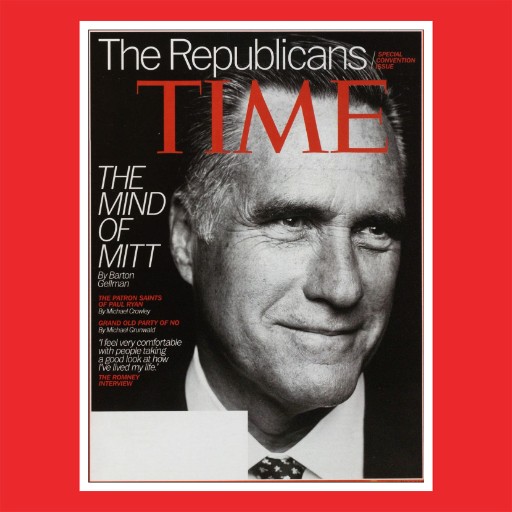 The Republicans
SPECIAL
CONVENTION
ISSUE
TIME
THE
MIND
OF
MITT
By Barton
Gellman
THE PATRON SAINTS
OF PAUL RYAN
By Michael Crowley
GRAND OLD PARTY OF NO
By Michael Grunwald
'I feel very comfortable
with people taking
a good look at how
I've lived my life.'
THE ROMNEY
INTERVIEW